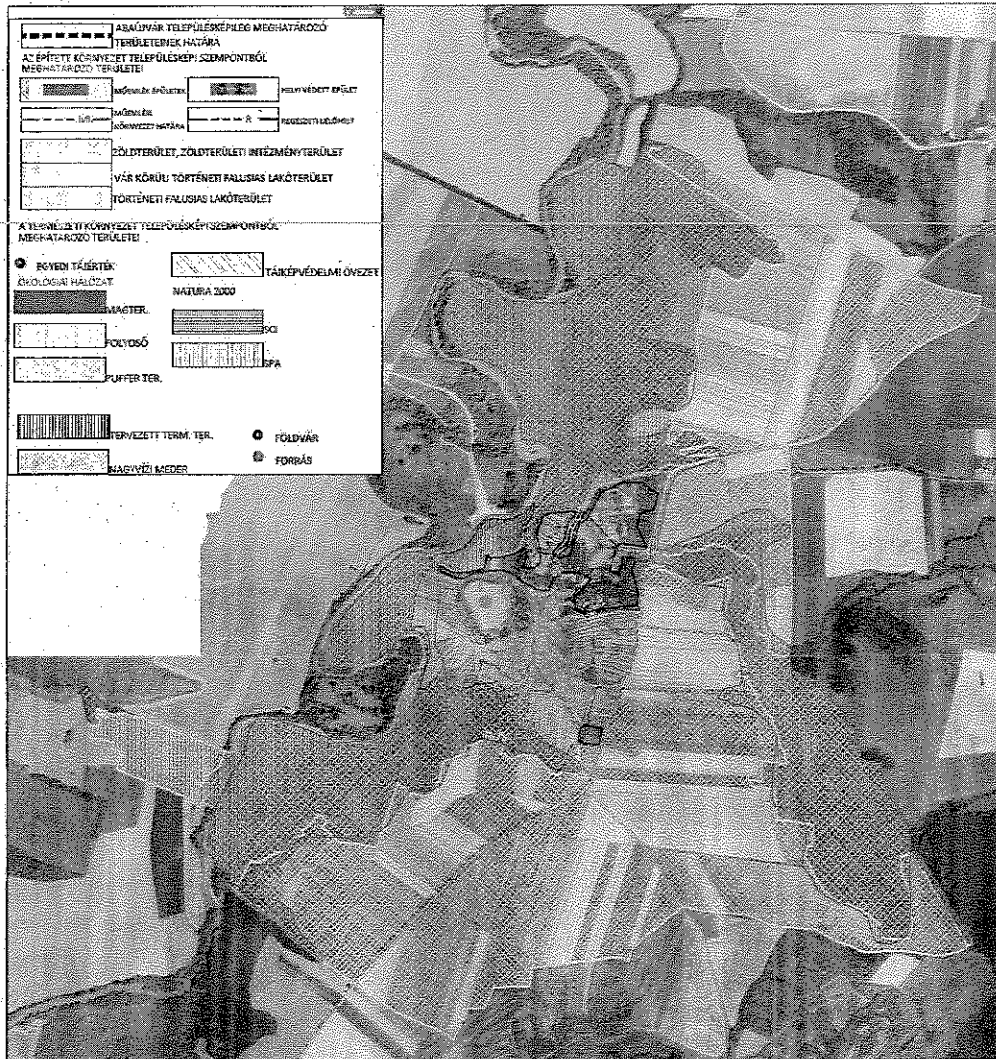 ABAÚJVÁR TELEPÜLÉSKÉPILEG MEGHATÁROZÓ
TERÜLETEINEK HATÁRA
AZ ÉPÍTETT KÖRNYEZET TELEPÜLÉSKÉPI SZEMPONTBÓL
MEGHATÁROZÓ TERÜLETEI
MŰEMLÉK ÉPÜLETEK
HELYI VÉDETT ÉPÜLET
MŰEMLÉKI
KÖRNYEZET HATÁRA
RÉGÉSZETI LELŐHELY
ZÖLDTERÜLET, ZÖLDTERÜLETI INTÉZMÉNYTERÜLET
VÁR KÖRÜLI TÖRTÉNETI FALUSIAS LAKÓTERÜLET
TÖRTÉNETI FALUSIAS LAKÓTERÜLET
A TERMÉSZETI KÖRNYEZET TELEPÜLÉSKÉPI SZEMPONTBÓL
MEGHATÁROZÓ TERÜLETEI
EGYEDI TÁJÉRTÉK
TÁJKÉPVÉDELMI ÖVEZET
ÖKOLÓGIAI HÁLÓZAT
NATURA 2000
MAGTER.
FOLYOSÓ
SCI
SPA
PUFFER TER.
TERVEZETT TERM. TER.
FÖLDVÁR
NAGYVÍZI MEDER
FORRÁS